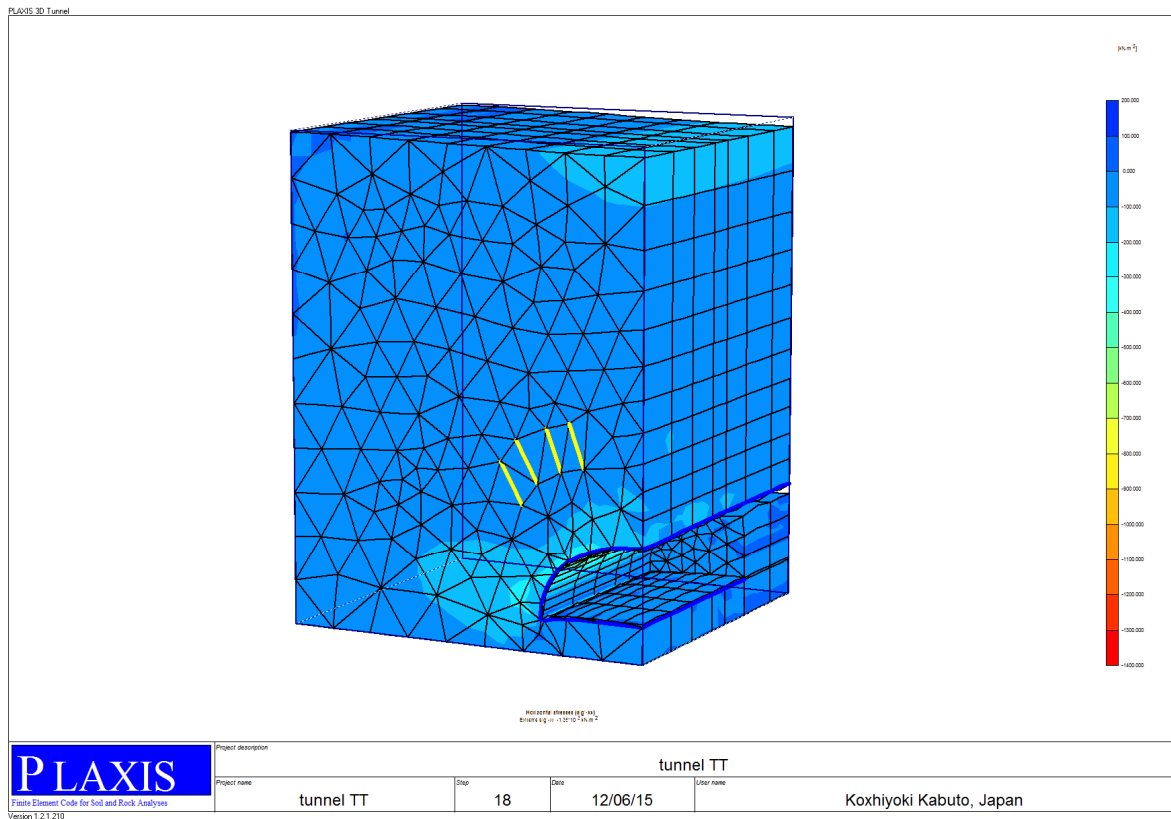 PLAXIS 3D Tunnel
[kN/m²]
200.000
100.000
0.000
-100.000
-200.000
-300.000
-400.000
-500.000
-600.000
-700.000
-800.000
-900.000
-1000.000
-1100.000
-1200.000
-1300.000
-1400.000
Horizontal stresses (sig'-xx)
Extreme sig'-xx
PLAXIS
Finite Element Code for Soil and Rock Analyses
Version 1.2.1.210
Project description
tunnel TT
Project name
tunnel TT
Step
18
Date
12/06/15
User name
Koxhiyoki Kabuto, Japan